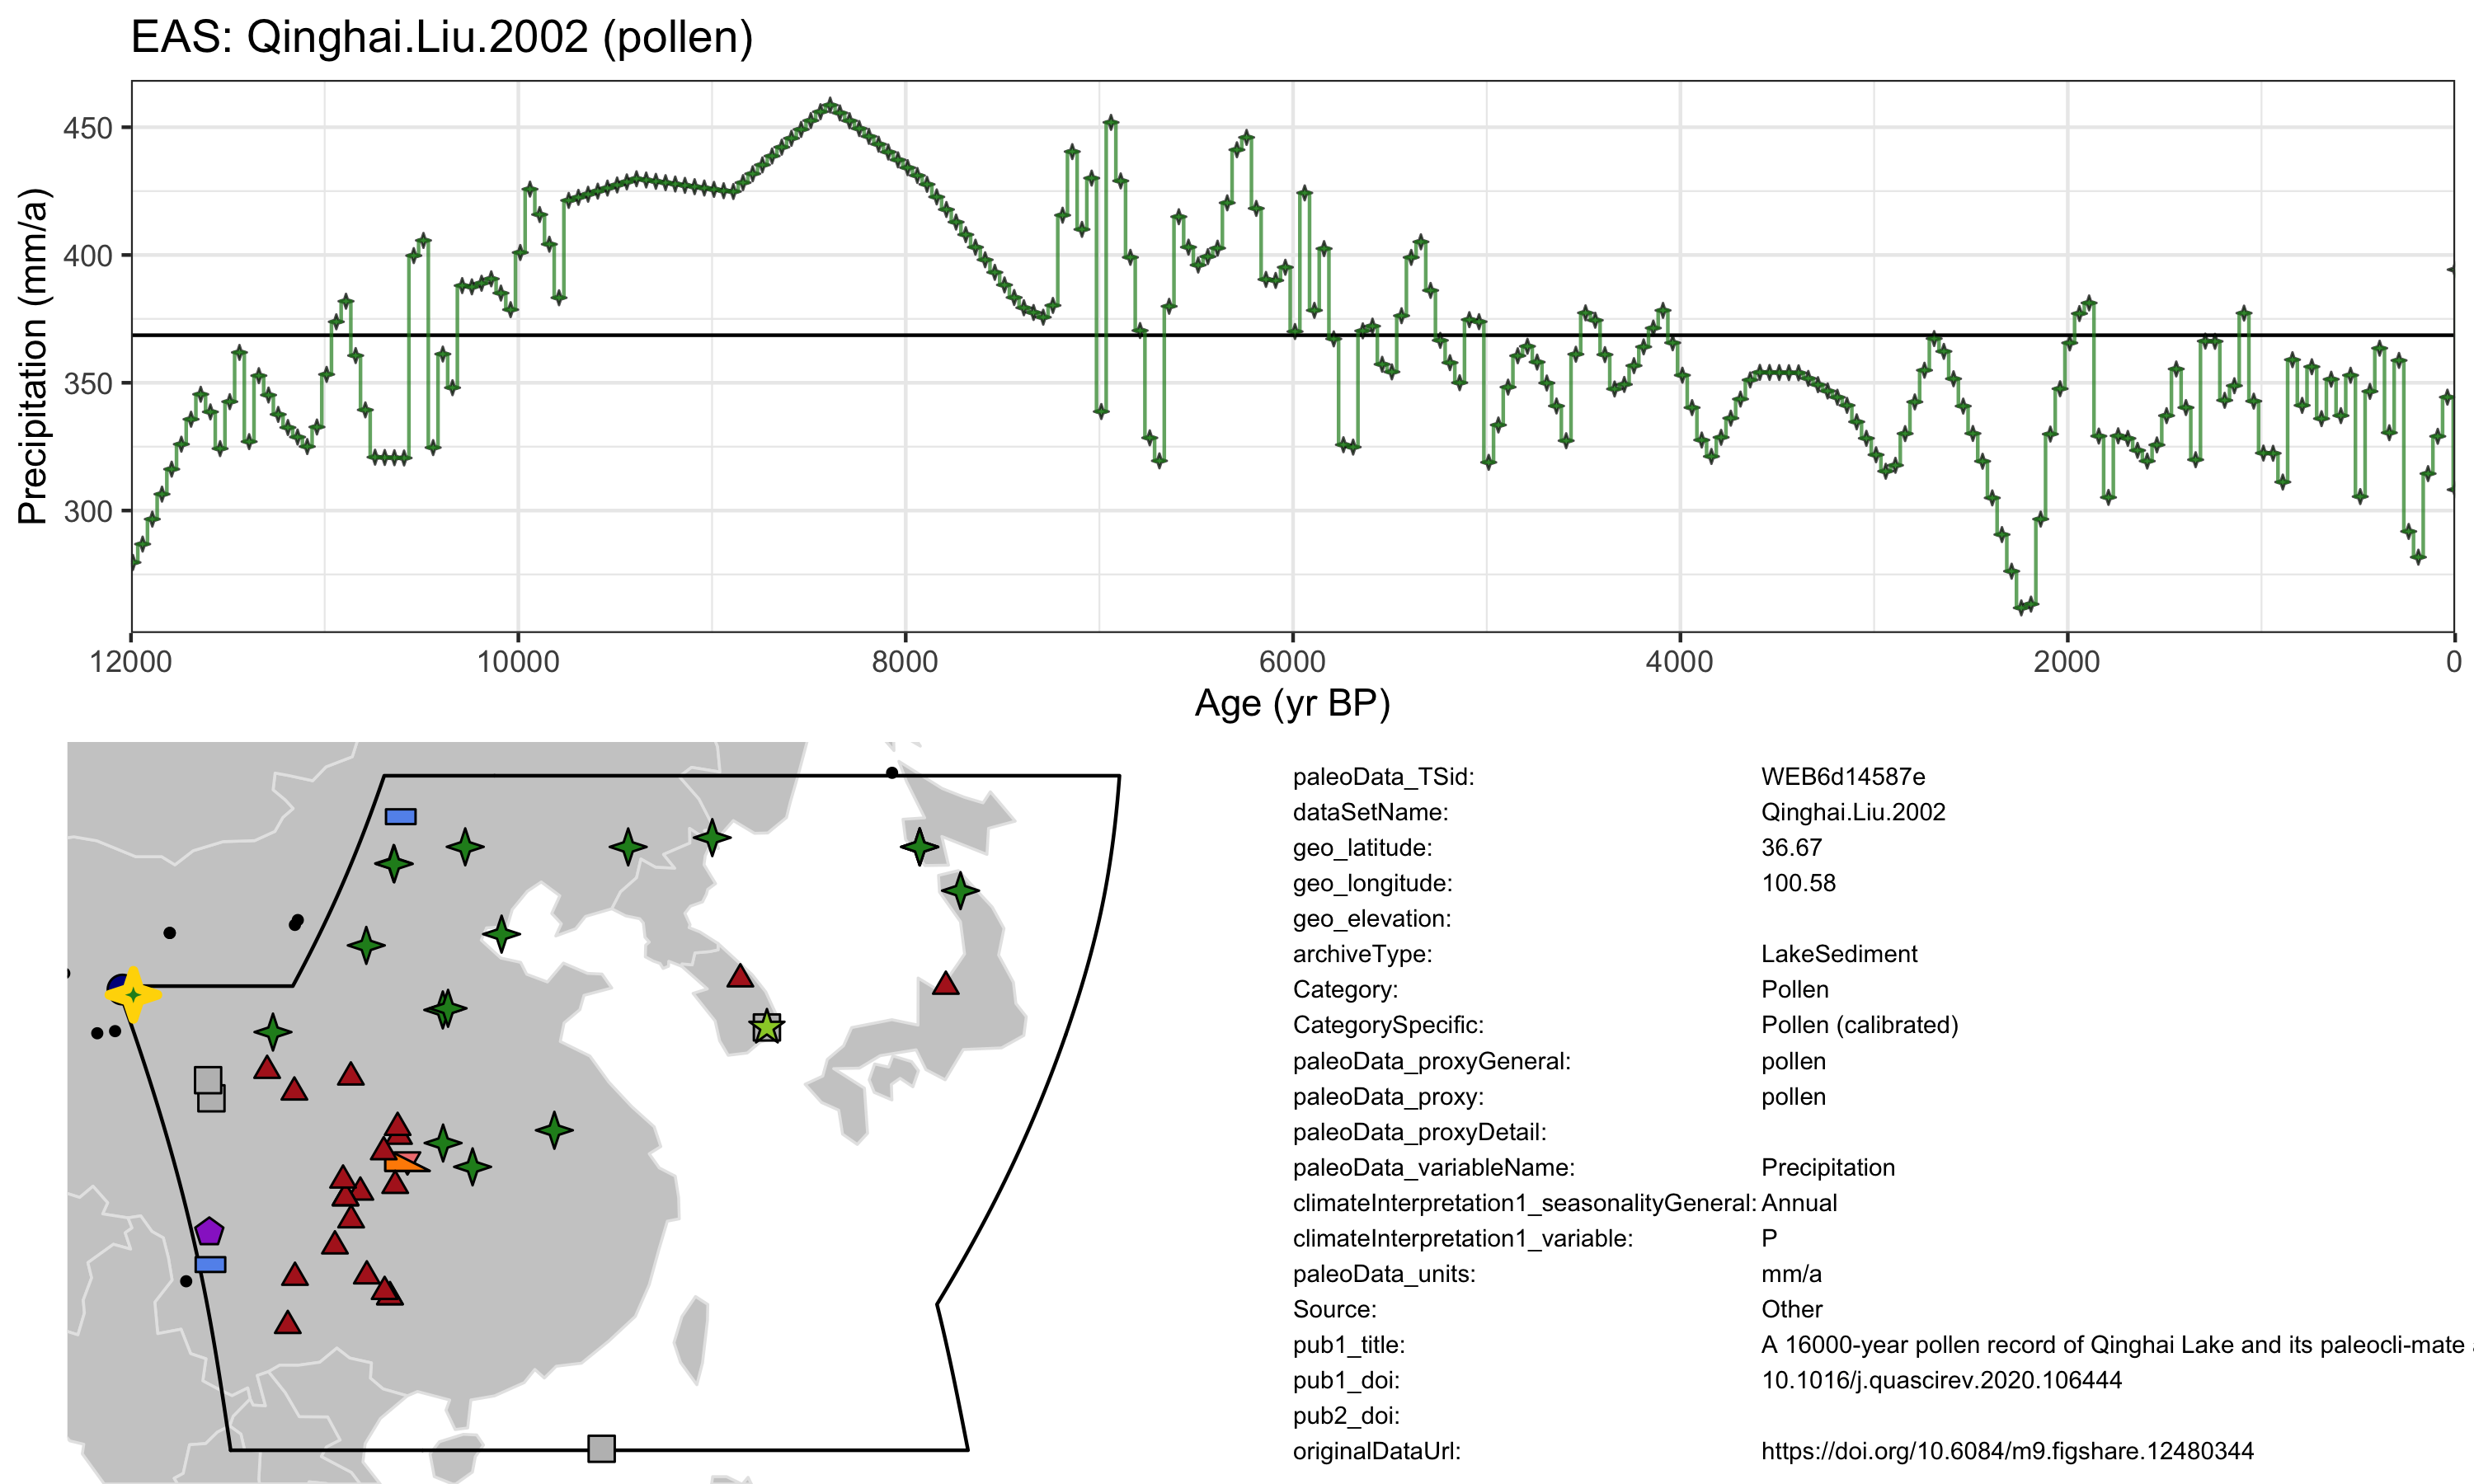 EAS: Qinghai.Liu.2002 (pollen)
Precipitation (mm/a)
450
400
350
300
12000 10000 8000 6000 4000 2000 0
Age (yr BP)
paleoData_TSid: WEB6d14587e
dataSetName: Qinghai.Liu.2002
geo_latitude: 36.67
geo_longitude: 100.58
geo_elevation:
archiveType: LakeSediment
Category: Pollen
CategorySpecific: Pollen (calibrated)
paleoData_proxyGeneral: pollen
paleoData_proxy: pollen
paleoData_proxyDetail:
paleoData_variableName: Precipitation
climateInterpretation1_seasonalityGeneral: Annual
climateInterpretation1_variable: P
paleoData_units: mm/a
Source: Other
pub1_title: A 16000-year pollen record of Qinghai Lake and its paleocli-mate
pub1_doi: 10.1016/j.quascirev.2020.106444
pub2_doi:
originalDataUrl: https://doi.org/10.6084/m9.figshare.12480344